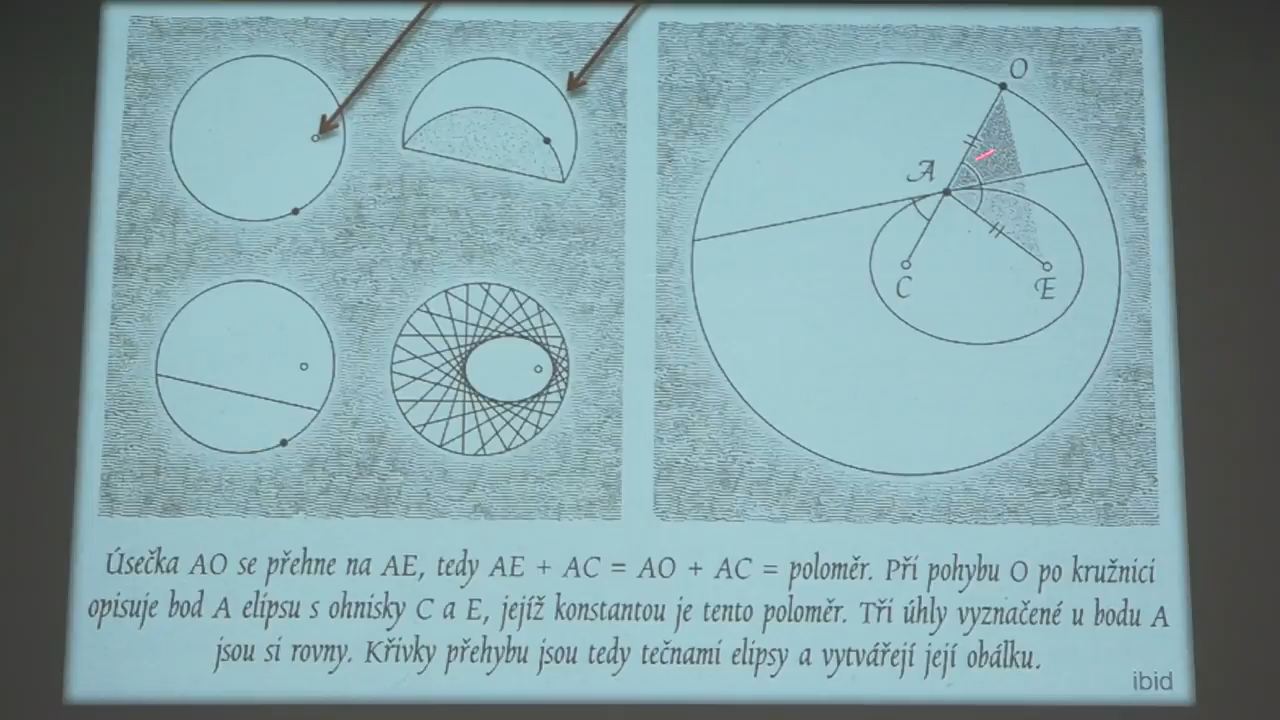 O
A
C
E
Úsečka AO se přehne na AE, tedy AE + AC = AO + AC = poloměr. Při pohybu O po kružnici
opisuje bod A elipsu s ohnisky C a E, jejíž konstantou je tento poloměr. Tři úhly vyznačené u bodu A
jsou si rovny. Křivky přehybu jsou tedy tečnami elipsy a vytvářejí její obálku.
ibid